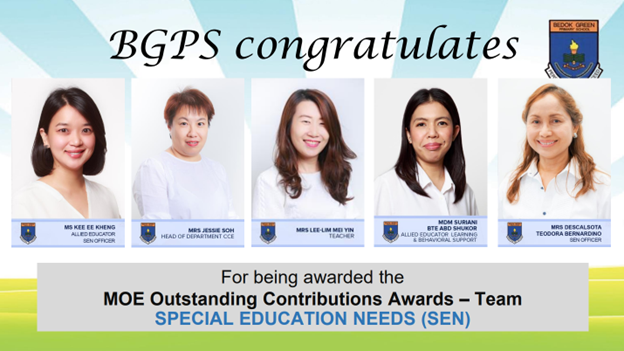 BGPS congratulates
BEDOK GREEN
PRIMARY SCHOOL
MS KEE EE KHENG
ALLIED EDUCATOR
SEN OFFICER
MRS JESSIE SOH
HEAD OF DEPARTMENT CCE
MRS LEE-LIM MEI YIN
TEACHER
MDM SURIANI
BTE ABD SHUKOR
ALLIED EDUCATOR LEARNING
& BEHAVIORAL SUPPORT
MRS DESCALSOTA
TEODORA BERNARDINO
SEN OFFICER
For being awarded the
MOE Outstanding Contributions Awards – Team
SPECIAL EDUCATION NEEDS (SEN)